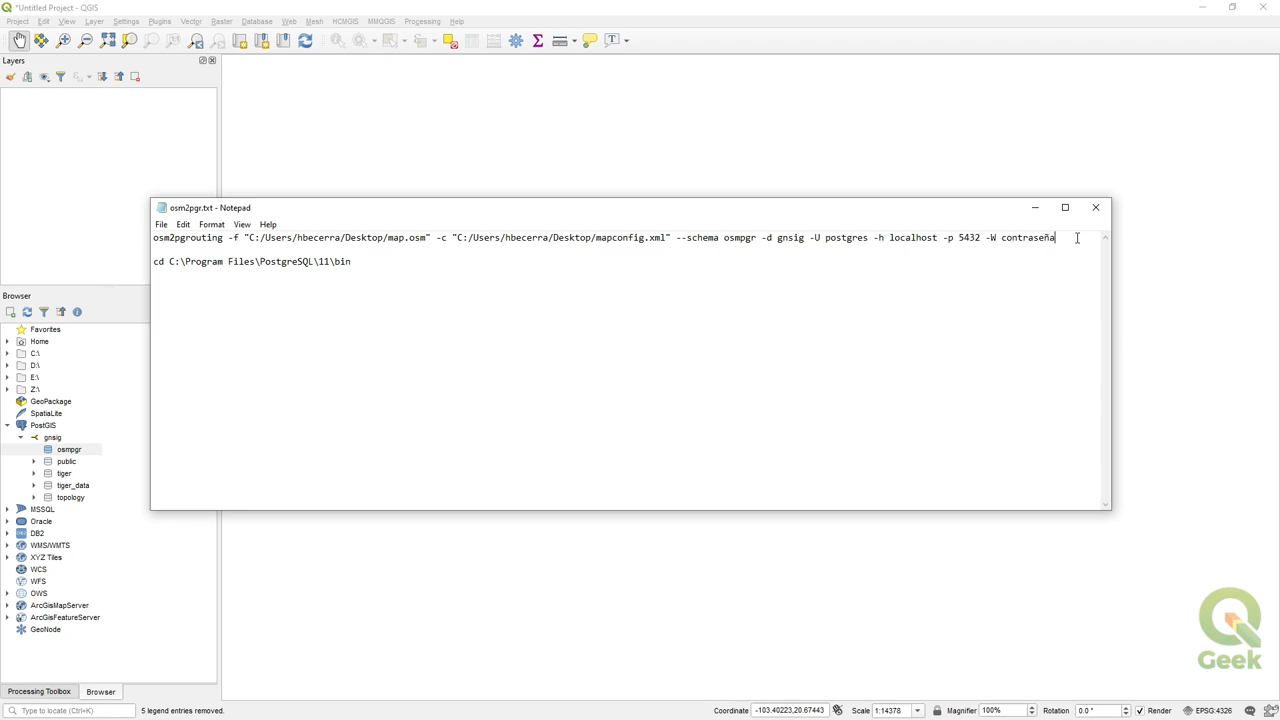 *Untitled Project - QGIS
Project Edit View Layer Settings Plugins Vector Raster Database Web Mesh HCMGIS MMQGIS Processing Help
Layers
osm2pgr.txt - Notepad
File Edit Format View Help
osm2pgrouting -f "C:/Users/hbecerra/Desktop/map.osm" -c "C:/Users/hbecerra/Desktop/mapconfig.xml" --schema osmpgr -d gnsig -U postgres -h localhost -p 5432 -W contraseña
cd C:\Program Files\PostgreSQL\11\bin
Browser
Favorites
Home
C:\
D:\
E:\
Z:\
GeoPackage
SpatiaLite
PostGIS
gnsig
osmpgr
public
tiger
tiger_data
topology
MSSQL
Oracle
DB2
WMS/WMTS
XYZ Tiles
WCS
WFS
OWS
ArcGisMapServer
ArcGisFeatureServer
GeoNode
Geek
Processing Toolbox Browser
Type to locate (Ctrl+K) 5 legend entries removed. Coordinate -103.40223,20.67443 Scale 1:14378 Magnifier 100% Rotation 0.0 ° Render EPSG:4326